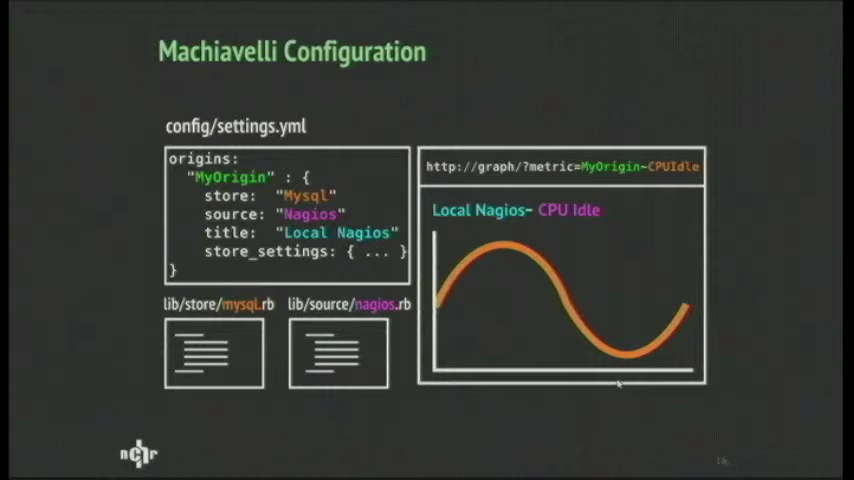 Machiavelli Configuration
config/settings.yml
origins:
"MyOrigin" : {
store: "Mysql"
source: "Nagios"
title: "Local Nagios"
store_settings: { ... }
}
lib/store/mysql.rb
lib/source/nagios.rb
http://graph/?metric=MyOrigin~CPUIdle
Local Nagios~ CPU Idle
16